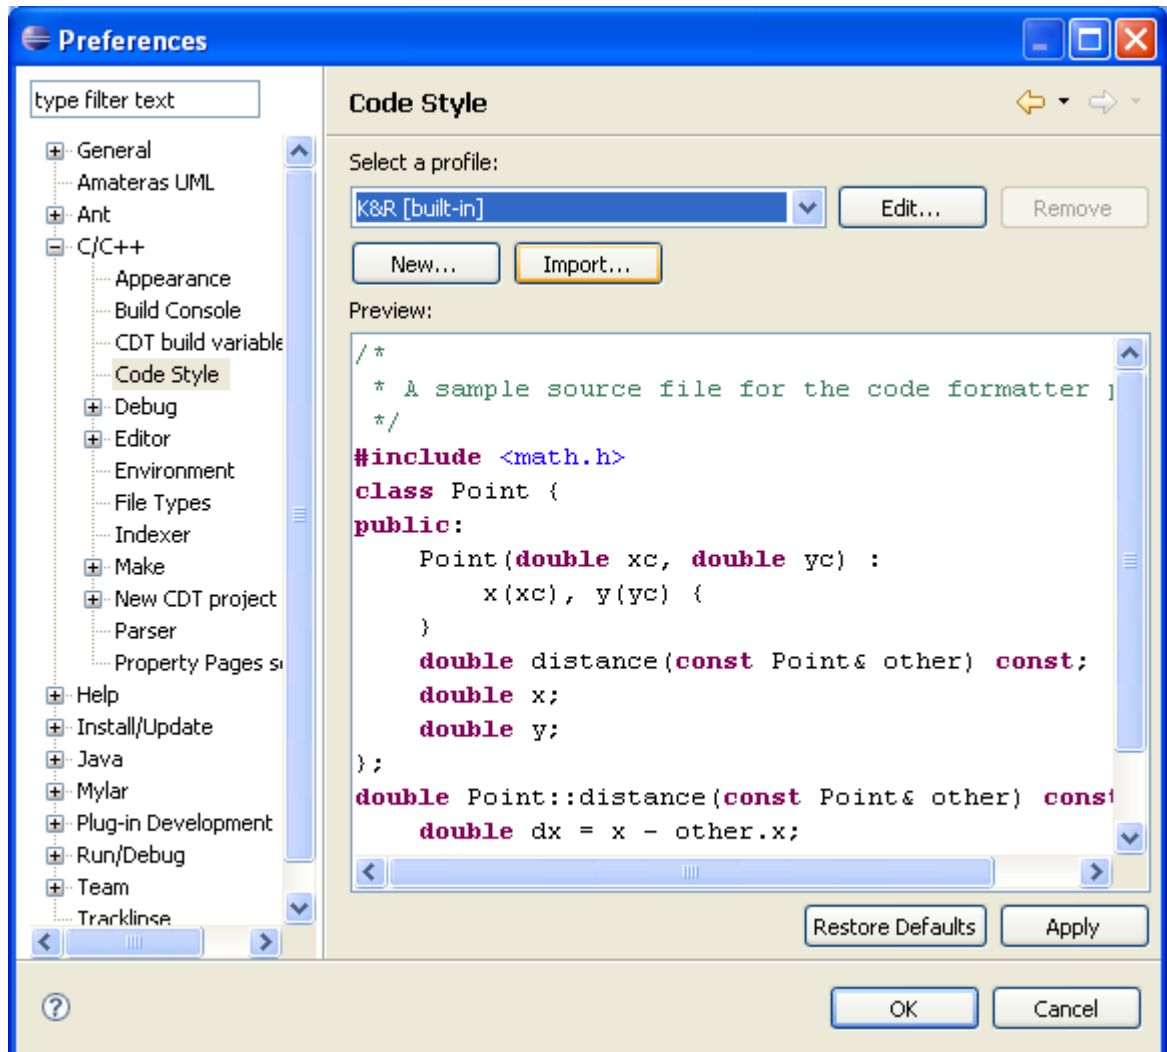 Preferences
type filter text
General
Amateras UML
Ant
C/C++
Appearance
Build Console
CDT build variable
Code Style
Debug
Editor
Environment
File Types
Indexer
Make
New CDT project
Parser
Property Pages s
Help
Install/Update
Java
Mylar
Plug-in Development
Run/Debug
Team
Tracklinse
Code Style
Select a profile:
K&R [built-in]
Edit...
Remove
New...
Import...
Preview:
/*
 * A sample source file for the code formatter
 */
#include <math.h>
class Point {
public:
    Point(double xc, double yc) :
        x(xc), y(yc) {
    }
    double distance(const Point& other) const;
    double x;
    double y;
};
double Point::distance(const Point& other) const
    double dx = x - other.x;
Restore Defaults
Apply
?
OK
Cancel